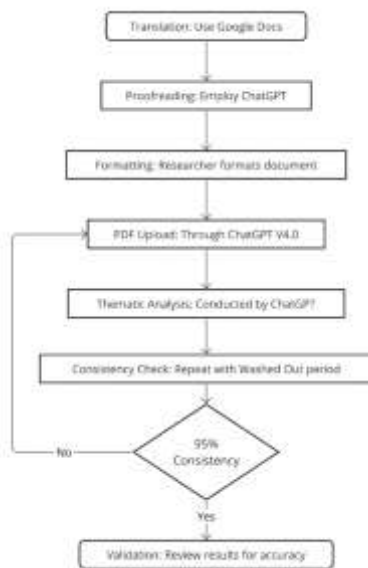 Translation: Use Google Docs
Proofreading: Employ ChatGPT
Formatting: Researcher formats document
PDF Upload: Through ChatGPT V4.0
Thematic Analysis: Conducted by ChatGPT
Consistency Check: Repeat with Washed Out period
95%
Consistency
No
Yes
Validation: Review results for accuracy